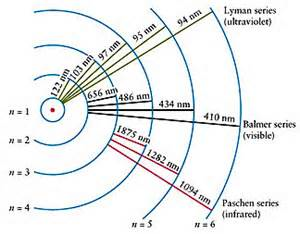 Lyman series
(ultraviolet)
94 nm
95 nm
97 nm
103 nm
122 nm
656 nm
486 nm
434 nm
410 nm
Balmer series
(visible)
1875 nm
1282 nm
1094 nm
Paschen series
(infrared)
n = 1
n = 2
n = 3
n = 4
n = 5
n = 6